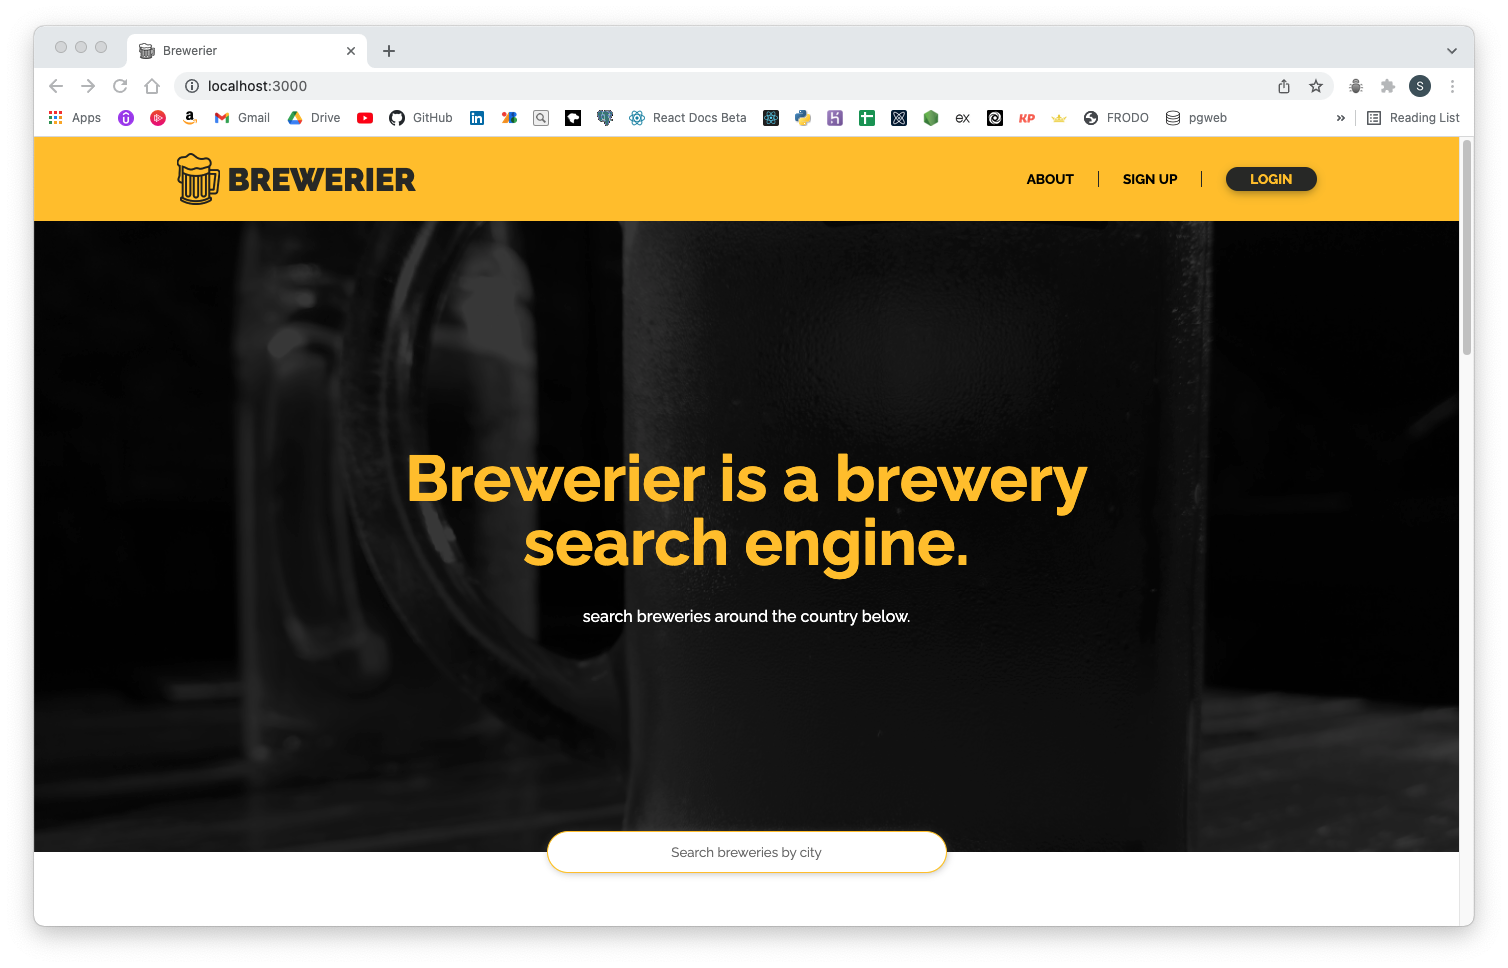 Brewerier
localhost:3000
S
Apps
Gmail
Drive
GitHub
React Docs Beta
EX
KP
FRODO
pgweb
»
Reading List
BREWERIER
ABOUT
SIGN UP
LOGIN
Brewerier is a brewery
search engine.
search breweries around the country below.
Search breweries by city